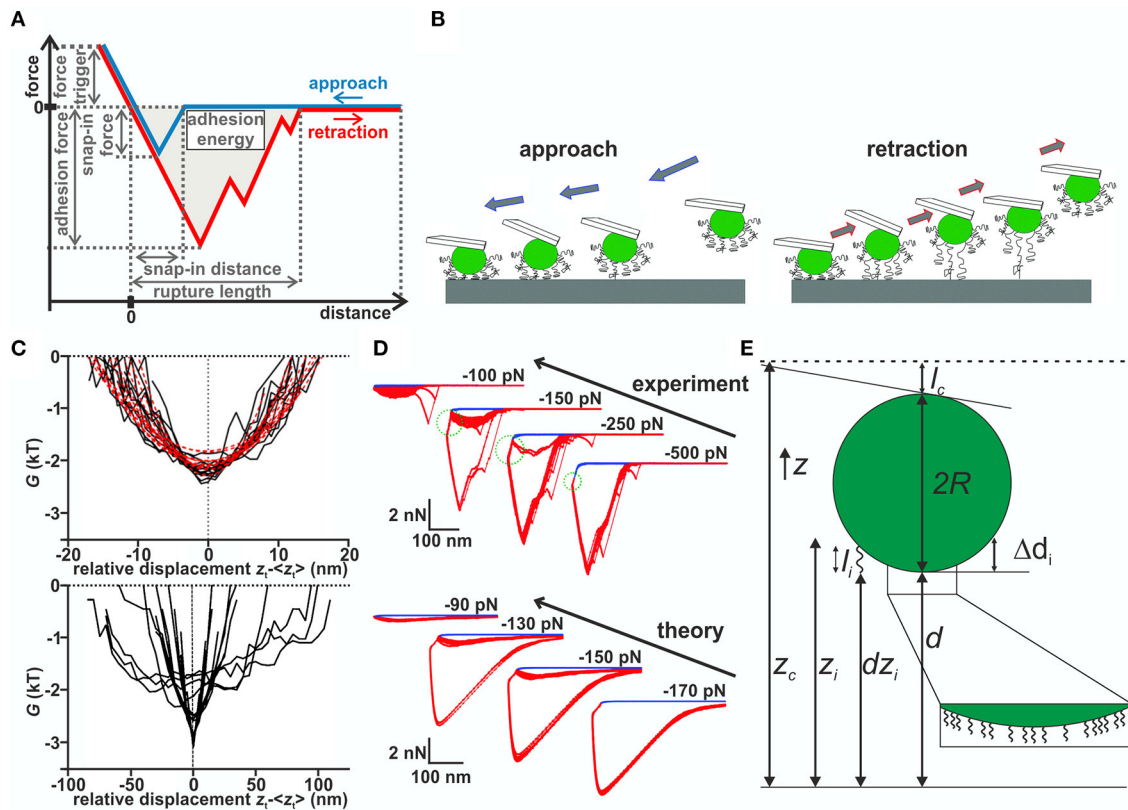 A
force
force
trigger
0
adhesion force
snap-in
force
approach
adhesion
energy
retraction
snap-in distance
rupture length
distance
0
B
approach
retraction
C
0
-1
-2
-3
G (kT)
-20
-10
0
10
20
relative displacement zt-<zt> (nm)
0
-1
-2
-3
G (kT)
-100
-50
0
50
100
relative displacement zt-<zt> (nm)
D
experiment
-100 pN
-150 pN
-250 pN
-500 pN
2 nN
100 nm
theory
-90 pN
-130 pN
-150 pN
-170 pN
2 nN
100 nm
E
lc
z
2R
li
Δdi
zc
zi
dzi
d